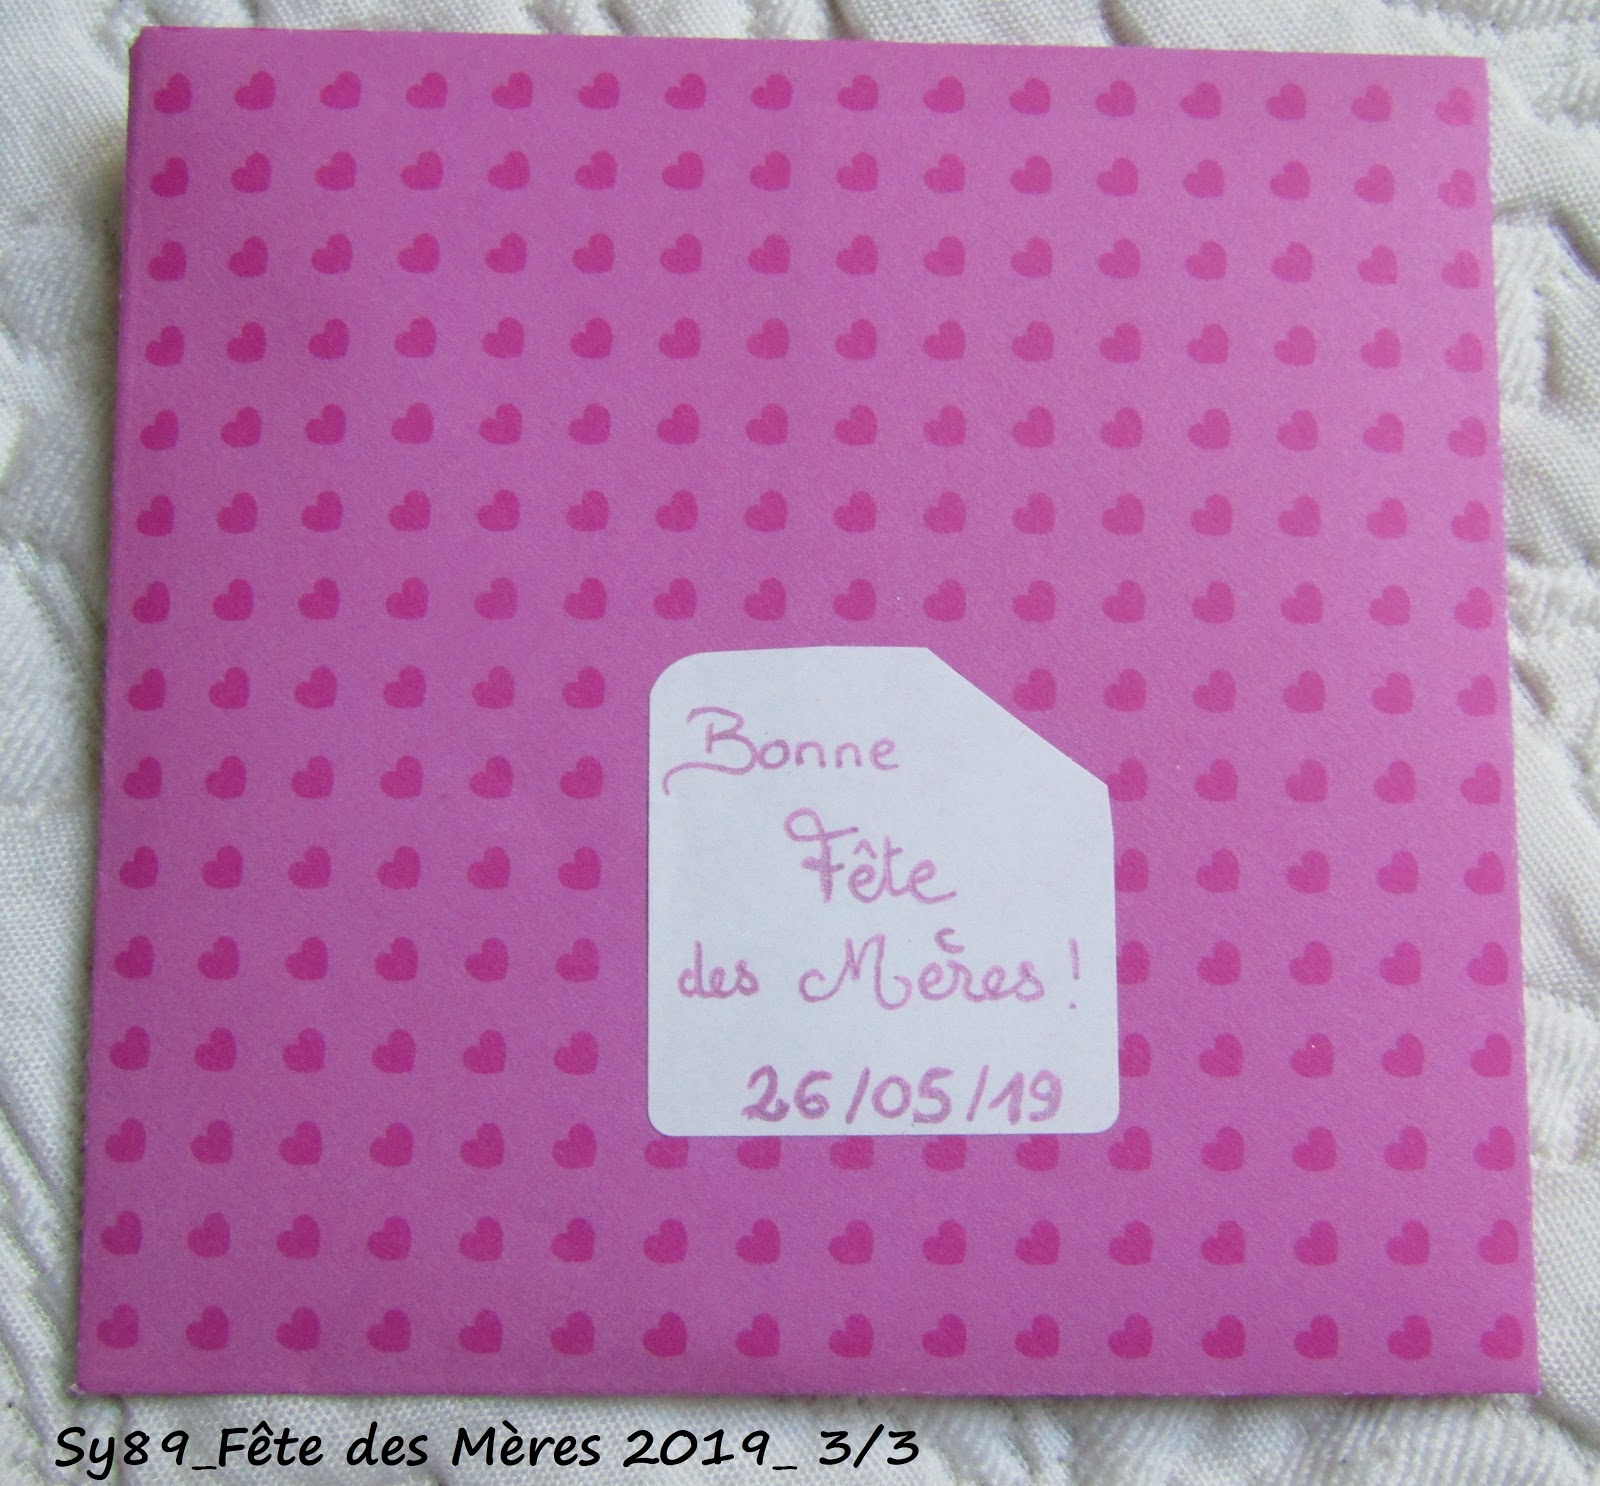 Bonne
Fête
des Mères !
26/05/19
Sy89_Fête des Mères 2019_ 3/3